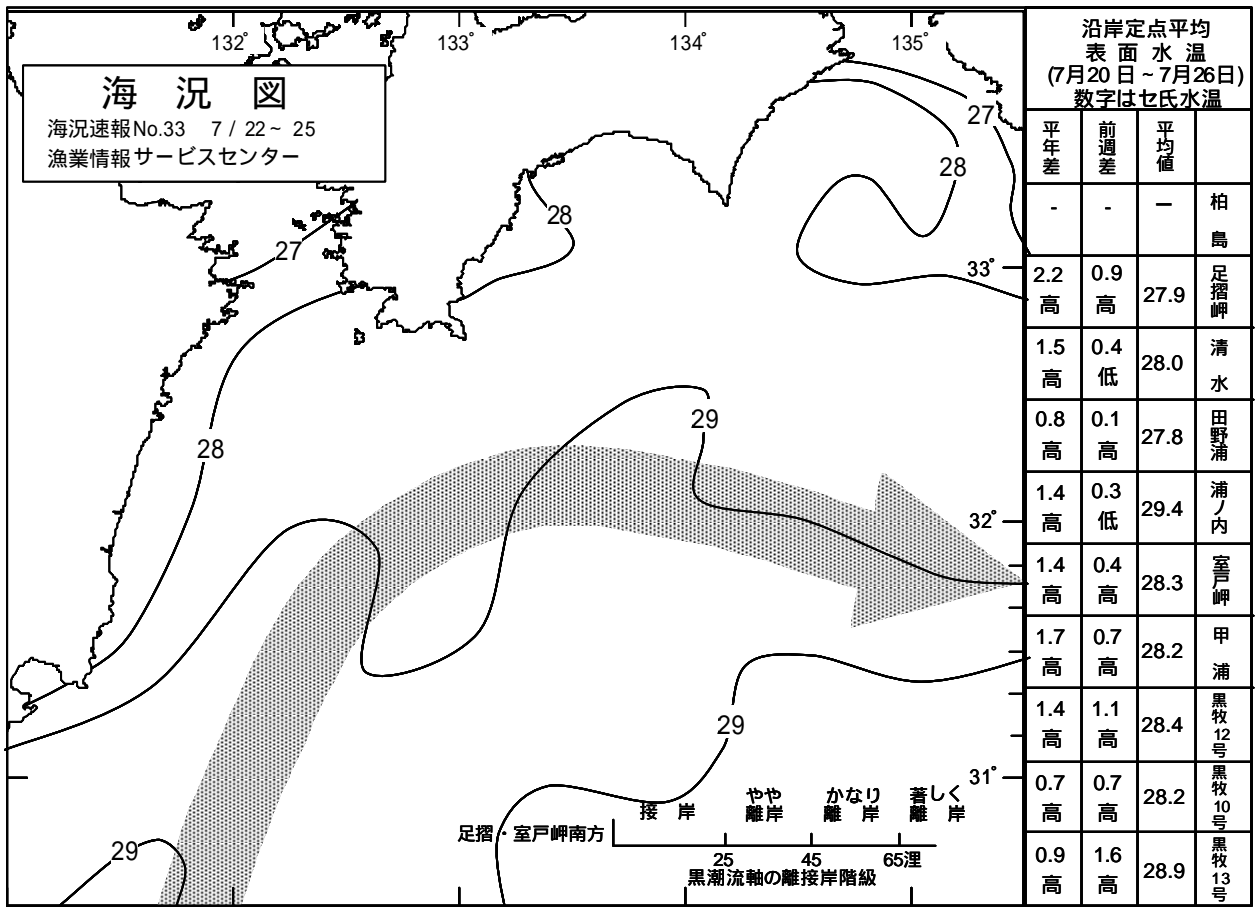 132°
133°
134°
135°
海 況 図
海況速報No.33 7 / 22 ~ 25
漁業情報サービスセンター
27
28
28
27
33°
28
29
32°
29
31°
29
接 岸
やや
離岸
かなり
離 岸
著しく
離 岸
足摺・室戸岬南方
25
45
65浬
黒潮流軸の離接岸階級
沿岸定点平均
表 面 水 温
(7月20日~7月26日)
数字はセ氏水温
平年差 前週差 平均値
- - ー 柏島
2.2高 0.9高 27.9 足摺岬
1.5高 0.4低 28.0 清水
0.8高 0.1高 27.8 田野浦
1.4高 0.3低 29.4 浦ノ内
1.4高 0.4高 28.3 室戸岬
1.7高 0.7高 28.2 甲浦
1.4高 1.1高 28.4 黒牧12号
0.7高 0.7高 28.2 黒牧10号
0.9高 1.6高 28.9 黒牧13号